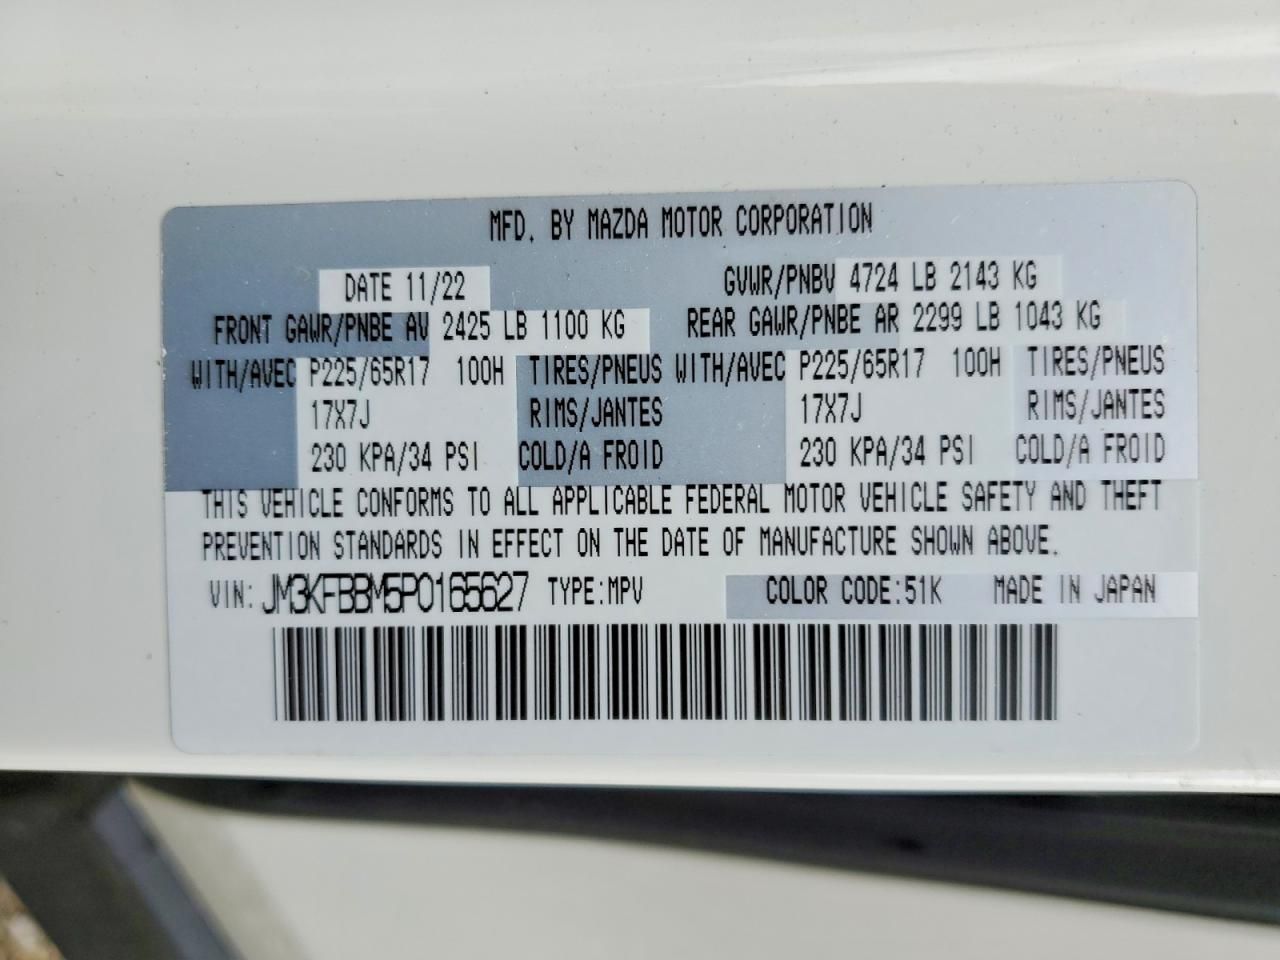 MFD. BY MAZDA MOTOR CORPORATION
DATE 11/22 GVWR/PNBV 4724 LB 2143 KG
FRONT GAWR/PNBE AV 2425 LB 1100 KG REAR GAWR/PNBE AR 2299 LB 1043 KG
WITH/AVEC P225/65R17 100H TIRES/PNEUS WITH/AVEC P225/65R17 100H TIRES/PNEUS
17X7J RIMS/JANTES 17X7J RIMS/JANTES
230 KPA/34 PSI COLD/A FROID 230 KPA/34 PSI COLD/A FROID
THIS VEHICLE CONFORMS TO ALL APPLICABLE FEDERAL MOTOR VEHICLE SAFETY AND THEFT
PREVENTION STANDARDS IN EFFECT ON THE DATE OF MANUFACTURE SHOWN ABOVE.
VIN: JM3KFBBM5P0165627 TYPE:MPV COLOR CODE:51K MADE IN JAPAN